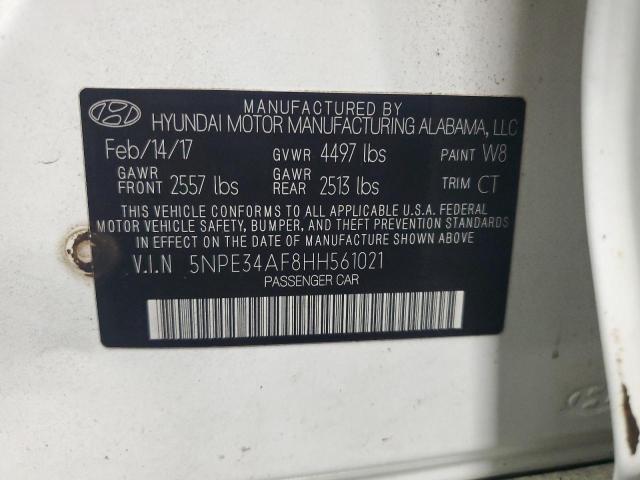 MANUFACTURED BY
HYUNDAI MOTOR MANUFACTURING ALABAMA, LLC
Feb/14/17 GVWR 4497 lbs PAINT W8
GAWR FRONT 2557 lbs GAWR REAR 2513 lbs TRIM CT
THIS VEHICLE CONFORMS TO ALL APPLICABLE U.S.A. FEDERAL
MOTOR VEHICLE SAFETY, BUMPER, AND THEFT PREVENTION STANDARDS
IN EFFECT ON THE DATE OF MANUFACTURE SHOWN ABOVE
V.I.N 5NPE34AF8HH561021
PASSENGER CAR